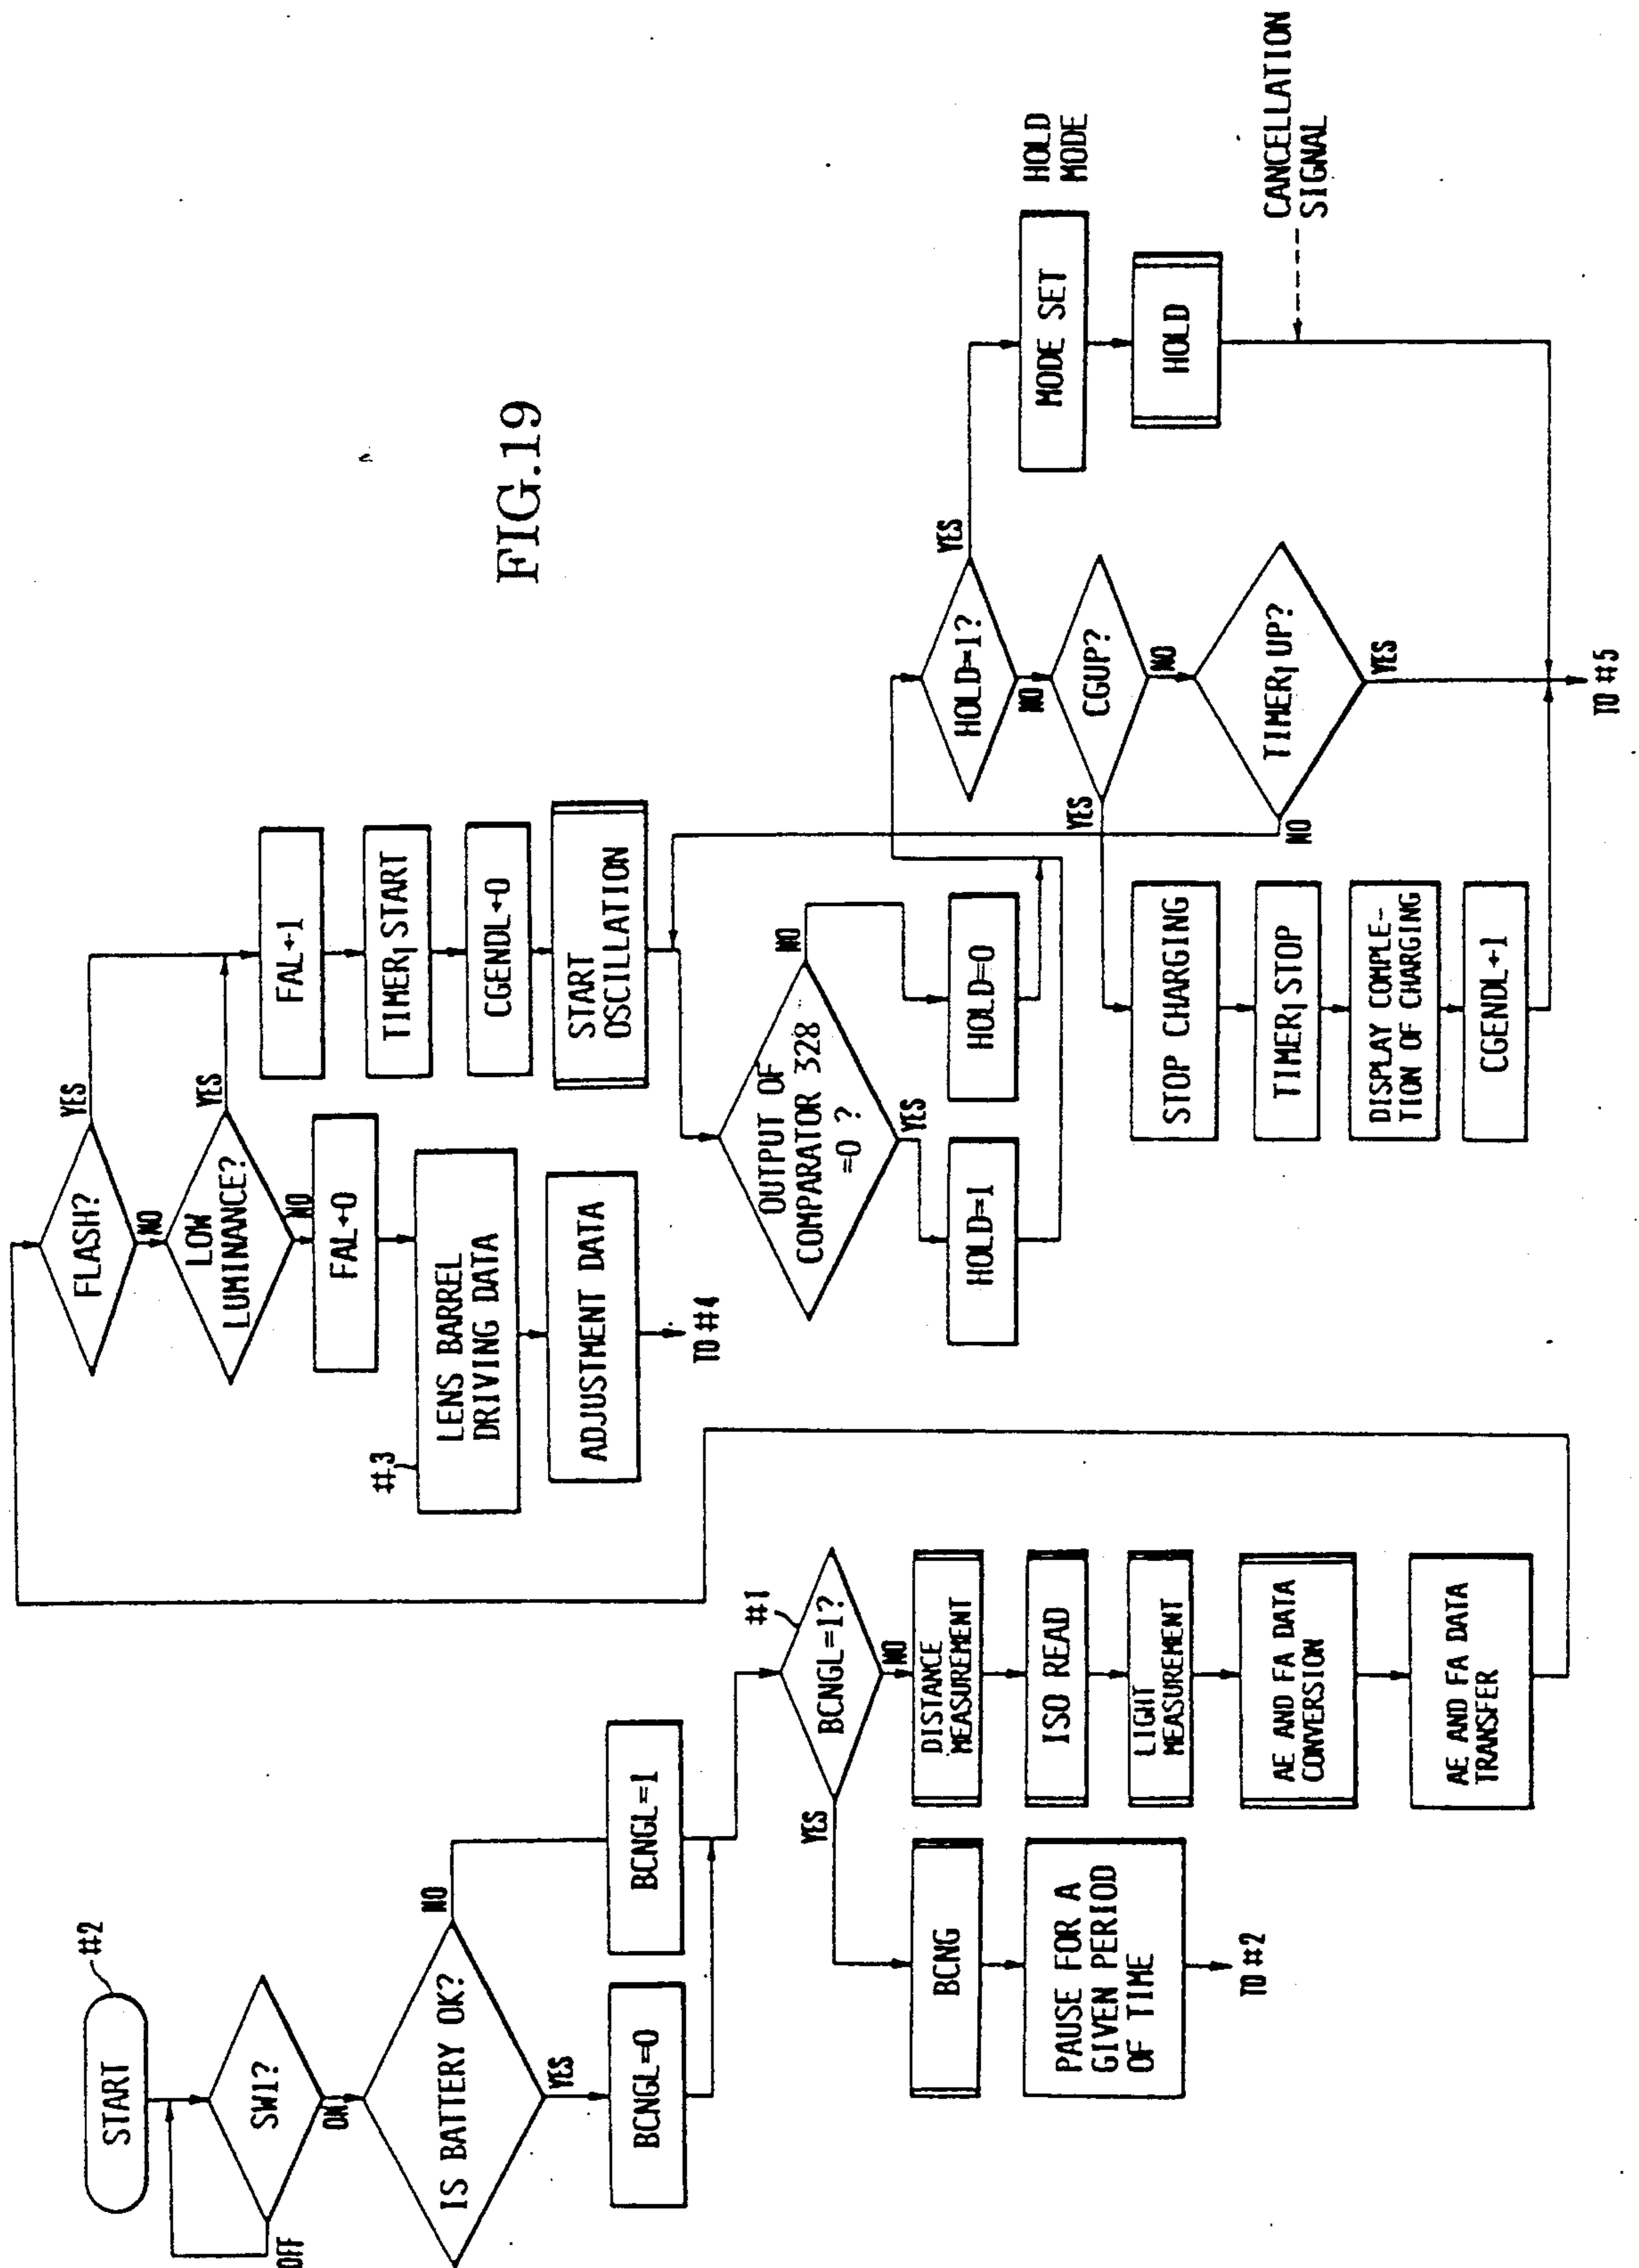 FIG.19
START
#2
SW1?
OFF
ON
IS BATTERY OK?
NO
YES
BCNGL=0
BCNGL=1
#1
BCNGL=1?
YES
NO
BCNG
PAUSE FOR A
GIVEN PERIOD
OF TIME
TO #2
DISTANCE
MEASUREMENT
ISO READ
LIGHT
MEASUREMENT
AE AND FA DATA
CONVERSION
AE AND FA DATA
TRANSFER
FLASH?
YES
NO
LOW
LUMINANCE?
YES
NO
FAL←0
#3
LENS BARREL
DRIVING DATA
ADJUSTMENT DATA
TO #4
FAL←1
TIMER1 START
CGENDL←0
START
OSCILLATION
OUTPUT OF
COMPARATOR 328
=0 ?
NO
YES
HOLD=1
HOLD=0
HOLD=1?
YES
NO
CGUP?
YES
NO
TIMER1 UP?
NO
YES
STOP CHARGING
TIMER1 STOP
DISPLAY COMPLE-
TION OF CHARGING
CGENDL←1
MODE SET
HOLD
MODE
HOLD
CANCELLATION
SIGNAL
TO #5